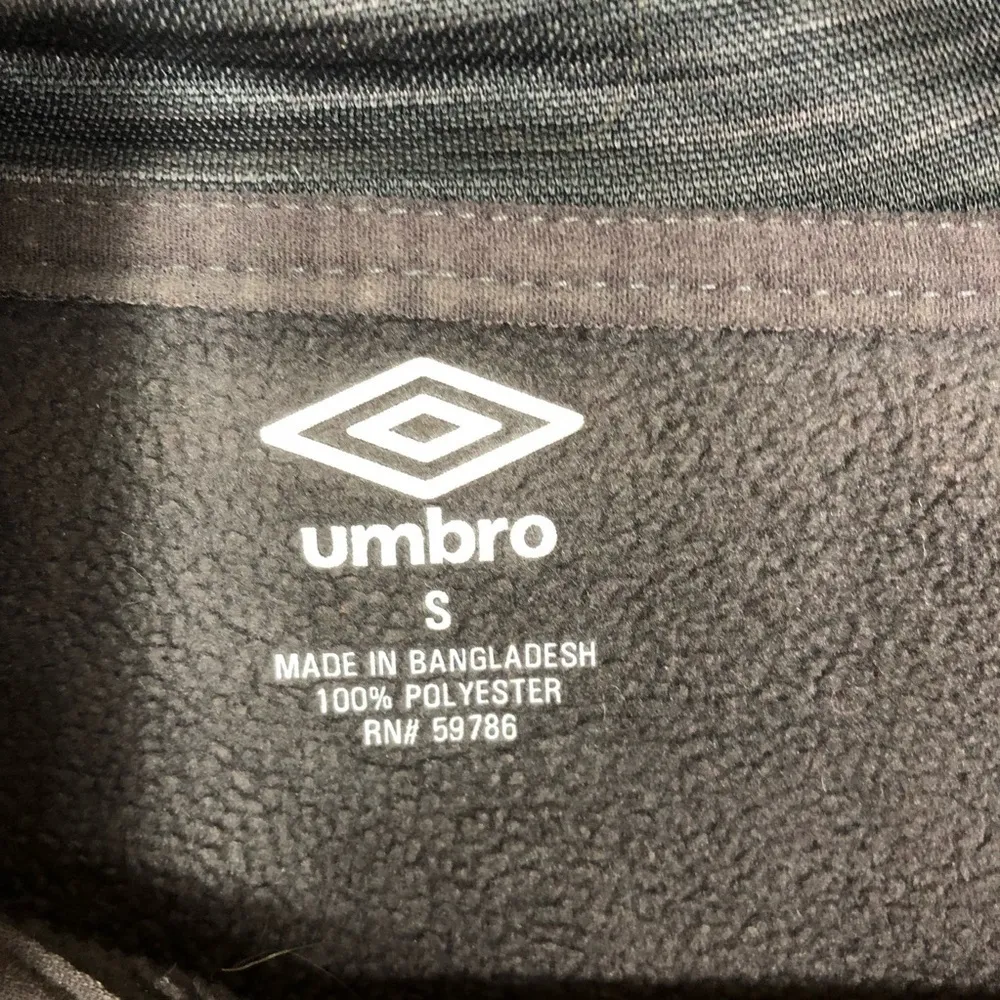 umbro
S
MADE IN BANGLADESH
100% POLYESTER
RN# 59786